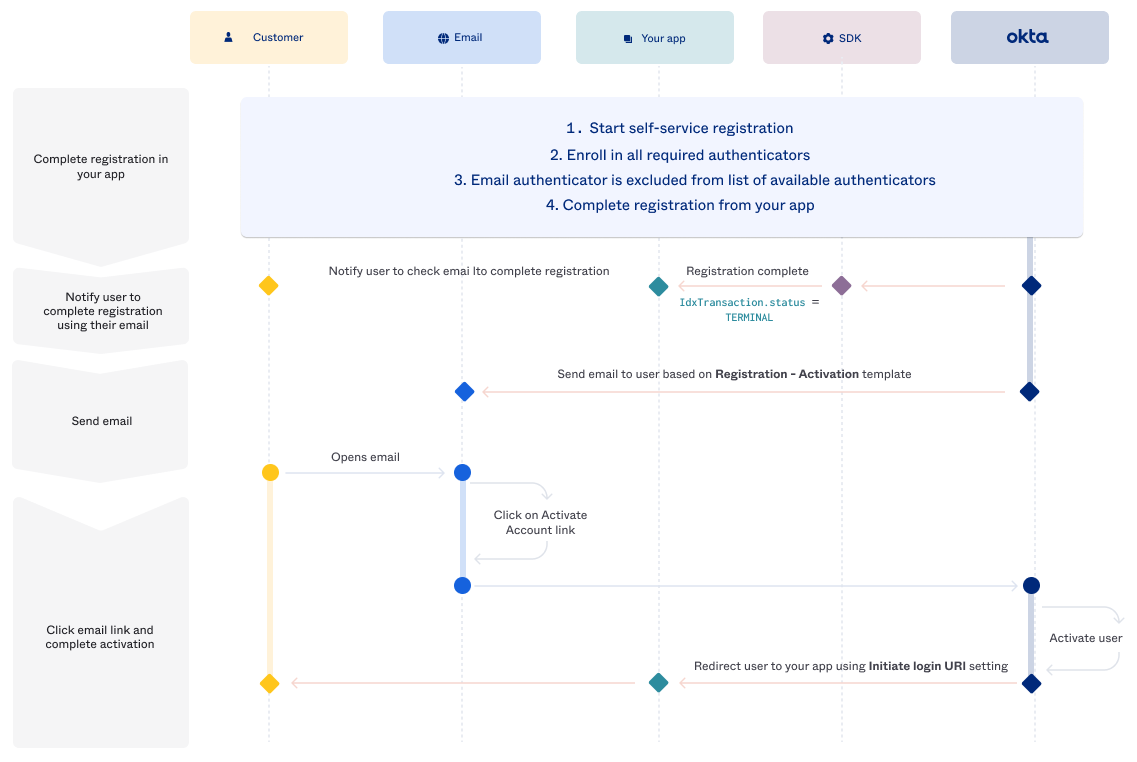 Customer
Email
Your app
SDK
okta
Complete registration in
your app
1. Start self-service registration
2. Enroll in all required authenticators
3. Email authenticator is excluded from list of available authenticators
4. Complete registration from your app
Notify user to
complete registration
using their email
Notify user to check emai lto complete registration
Registration complete
IdxTransaction.status =
TERMINAL
Send email to user based on Registration - Activation template
Send email
Opens email
Click on Activate
Account link
Click email link and
complete activation
Activate user
Redirect user to your app using Initiate login URI setting